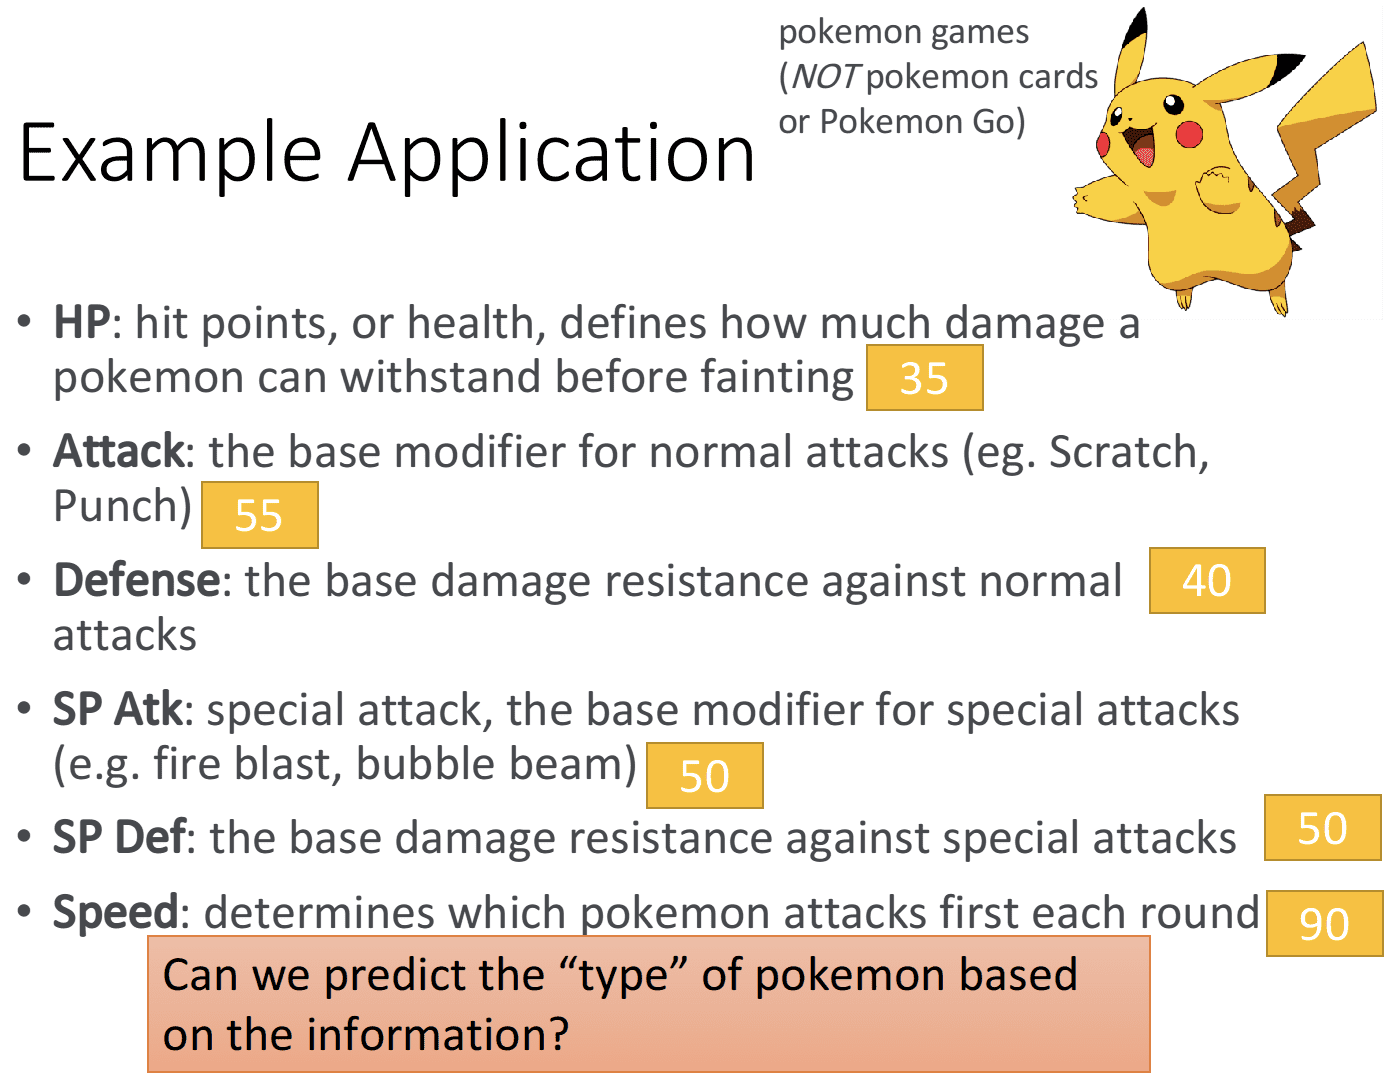 pokemon games
(NOT pokemon cards
or Pokemon Go)
Example Application
• HP: hit points, or health, defines how much damage a
pokemon can withstand before fainting 35
• Attack: the base modifier for normal attacks (eg. Scratch,
Punch) 55
• Defense: the base damage resistance against normal 40
attacks
• SP Atk: special attack, the base modifier for special attacks
(e.g. fire blast, bubble beam) 50
• SP Def: the base damage resistance against special attacks 50
• Speed: determines which pokemon attacks first each round 90
Can we predict the “type” of pokemon based
on the information?